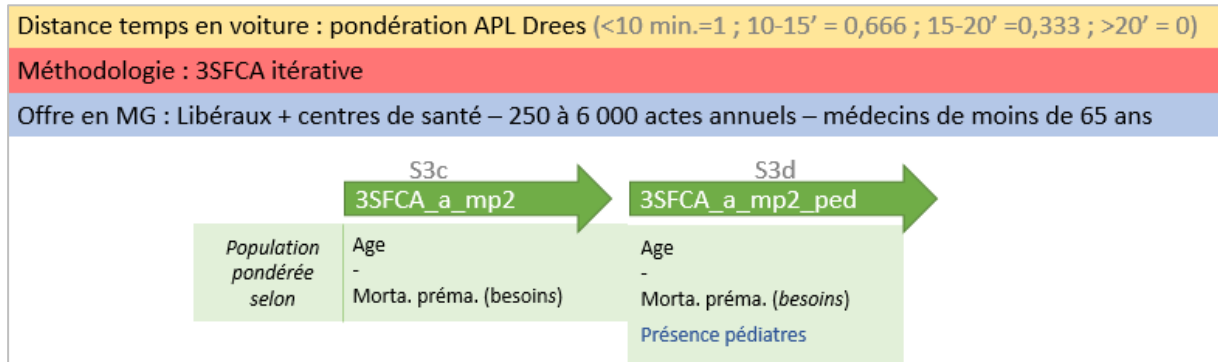 Distance temps en voiture : pondération APL Drees (<10 min.=1 ; 10-15’ = 0,666 ; 15-20’ =0,333 ; >20’ = 0)
Méthodologie : 3SFCA itérative
Offre en MG : Libéraux + centres de santé – 250 à 6 000 actes annuels – médecins de moins de 65 ans
S3c
S3d
3SFCA_a_mp2
3SFCA_a_mp2_ped
Population
pondérée
selon
Age
-
Morta. préma. (besoins)
Age
-
Morta. préma. (besoins)
Présence pédiatres